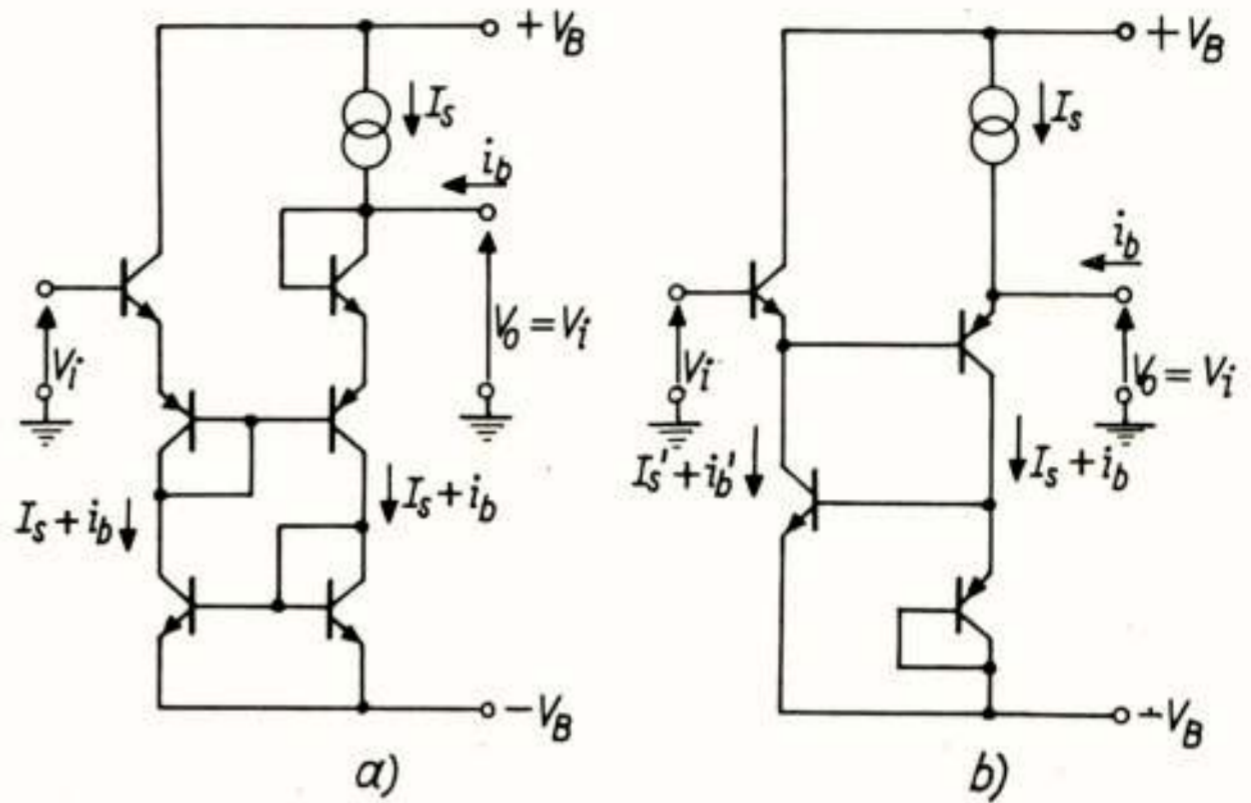 +V_B
I_s
i_b
V_i
V_o = V_i
I_s + i_b
I_s + i_b
-V_B
a)
+V_B
I_s
i_b
V_i
V_o = V_i
I_s' + i_b'
I_s + i_b
-V_B
b)